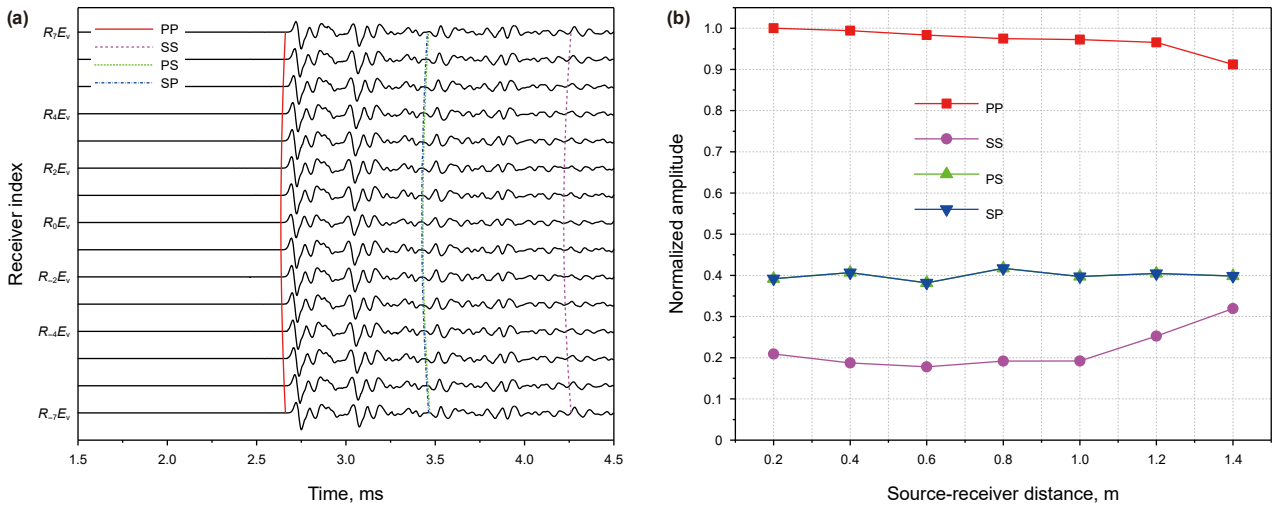 (a)
R₇Eᵥ
R₄Eᵥ
R₂Eᵥ
R₀Eᵥ
R₋₂Eᵥ
R₋₄Eᵥ
R₋₇Eᵥ
Receiver index
PP
SS
PS
SP
1.5 2.0 2.5 3.0 3.5 4.0 4.5
Time, ms
(b)
1.0
0.9
0.8
0.7
0.6
0.5
0.4
0.3
0.2
0.1
0
Normalized amplitude
PP
SS
PS
SP
0.2 0.4 0.6 0.8 1.0 1.2 1.4
Source-receiver distance, m